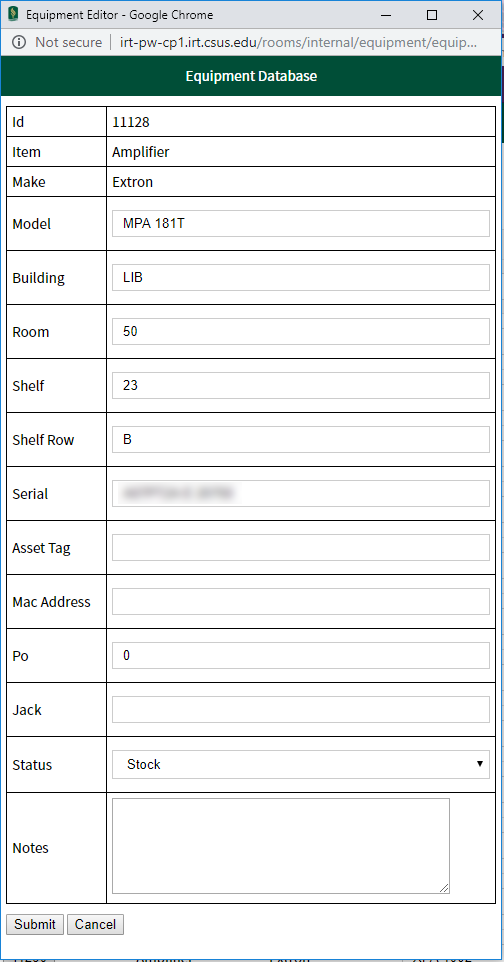 Equipment Editor - Google Chrome
Not secure irt-pw-cp1.irt.csus.edu/rooms/internal/equipment/equip...
Equipment Database
Id 11128
Item Amplifier
Make Extron
Model MPA 181T
Building LIB
Room 50
Shelf 23
Shelf Row B
Serial
Asset Tag
Mac Address
Po 0
Jack
Status Stock
Notes
Submit Cancel